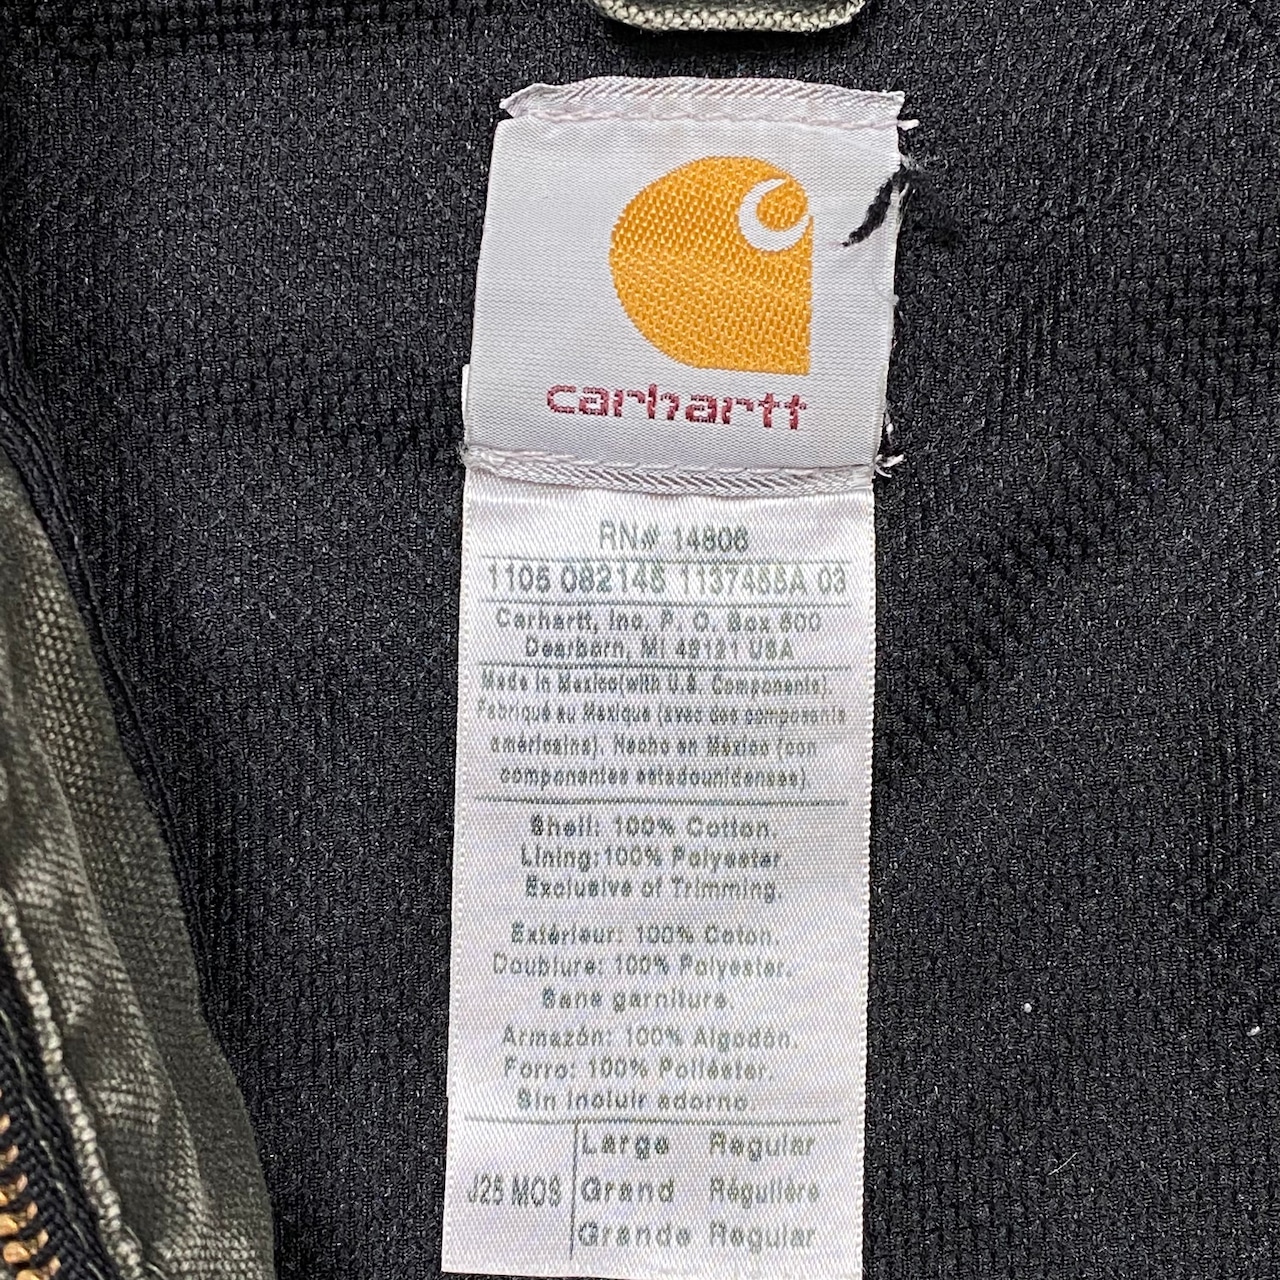 carhartt
RN# 14806
1105 082145 1137455A 03
Carhartt, Inc. P. O. Box 600
Dearborn, MI 48121 USA
Made in Mexico(with U.S. Components).
Fabriqué au Mexique (avec des composants
américains). Hecho en México (con
componentes estadounidenses)
Shell: 100% Cotton.
Lining:100% Polyester.
Exclusive of Trimming.
Extérieur: 100% Coton.
Doublure: 100% Polyester.
Sans garniture.
Armazón: 100% Algodón.
Forro: 100% Poliéster.
Sin incluir adorno.
Large Regular
J25 MOS Grand Régulière
Grande Regular